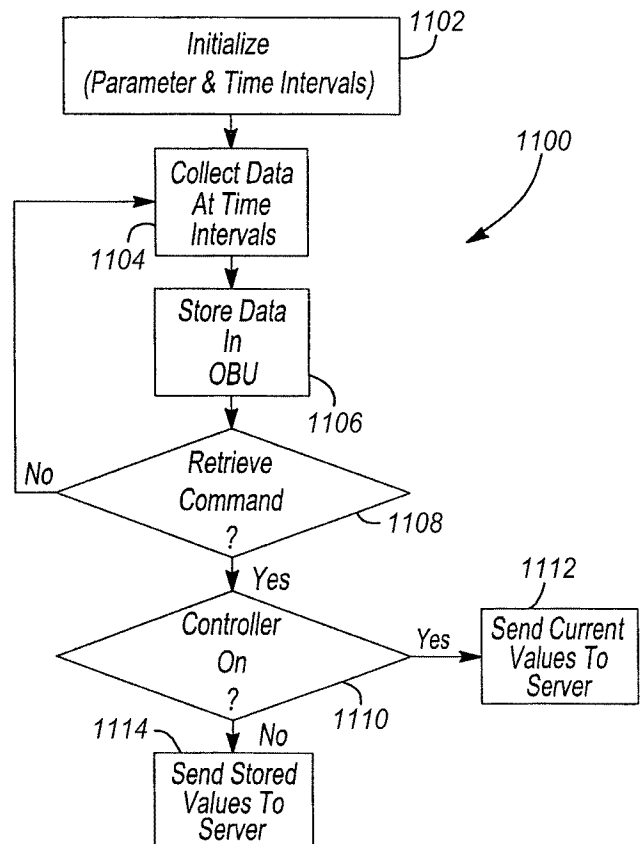 1102
Initialize
(Parameter & Time Intervals)
1100
Collect Data
At Time
Intervals
1104
Store Data
In
OBU
1106
No
Retrieve
Command
?
1108
Yes
1112
Controller
On
?
Yes
Send Current
Values To
Server
1110
1114
No
Send Stored
Values To
Server